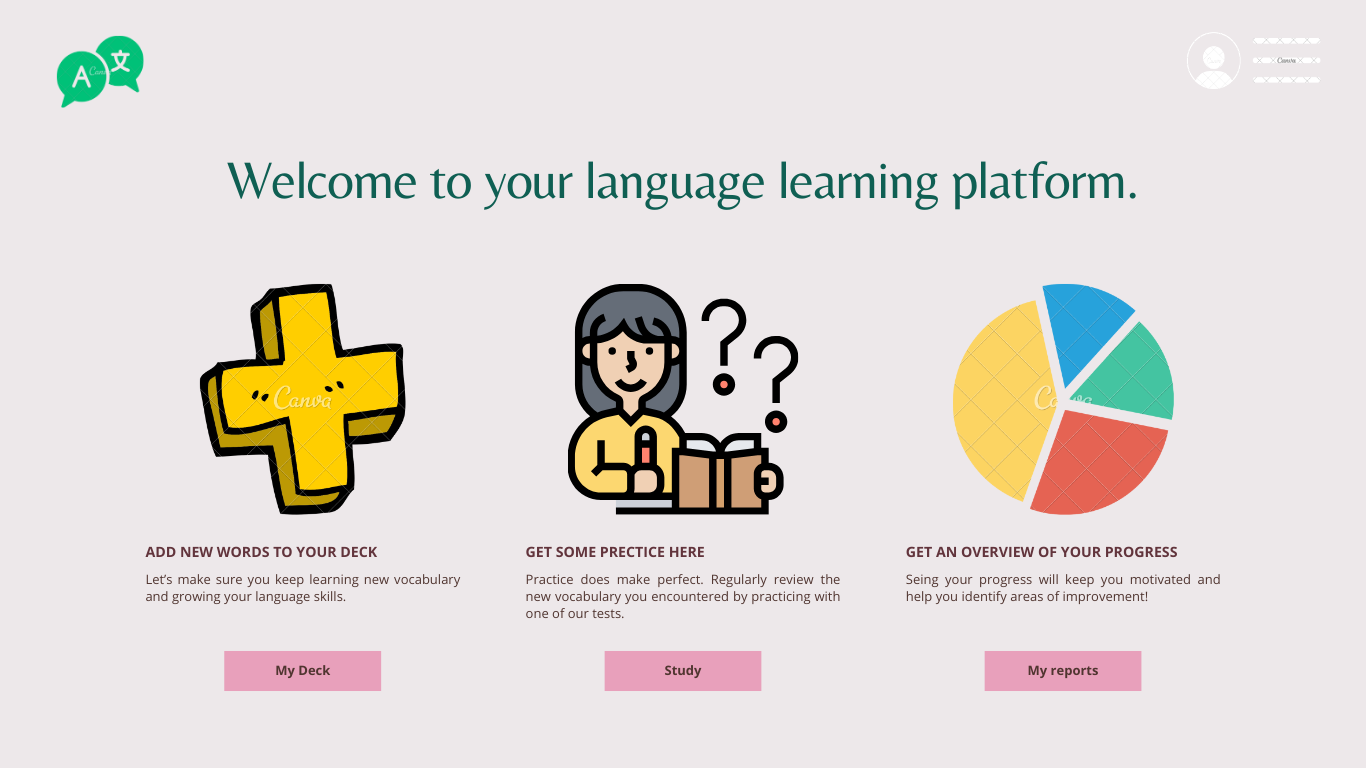 A 文
Canva
Canva
Welcome to your language learning platform.
Canva
Canva
ADD NEW WORDS TO YOUR DECK
Let’s make sure you keep learning new vocabulary
and growing your language skills.
My Deck
GET SOME PRECTICE HERE
Practice does make perfect. Regularly review the
new vocabulary you encountered by practicing with
one of our tests.
Study
GET AN OVERVIEW OF YOUR PROGRESS
Seing your progress will keep you motivated and
help you identify areas of improvement!
My reports